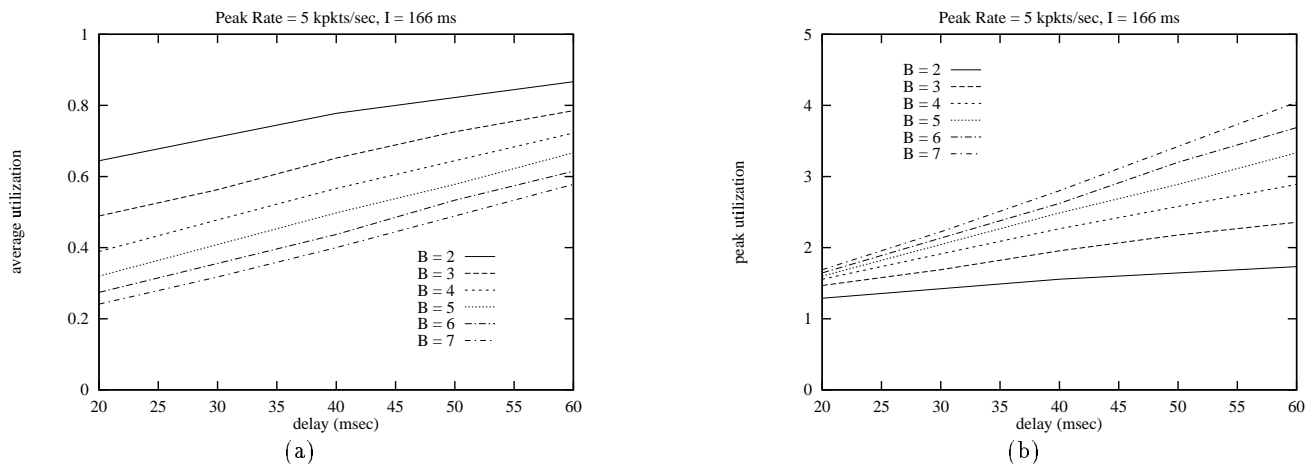 Peak Rate = 5 kpkts/sec, I = 166 ms
1
0.8
0.6
0.4
0.2
0
average utilization
B = 2
B = 3
B = 4
B = 5
B = 6
B = 7
20 25 30 35 40 45 50 55 60
delay (msec)
(a)
Peak Rate = 5 kpkts/sec, I = 166 ms
5
4
3
2
1
0
peak utilization
B = 2
B = 3
B = 4
B = 5
B = 6
B = 7
20 25 30 35 40 45 50 55 60
delay (msec)
(b)